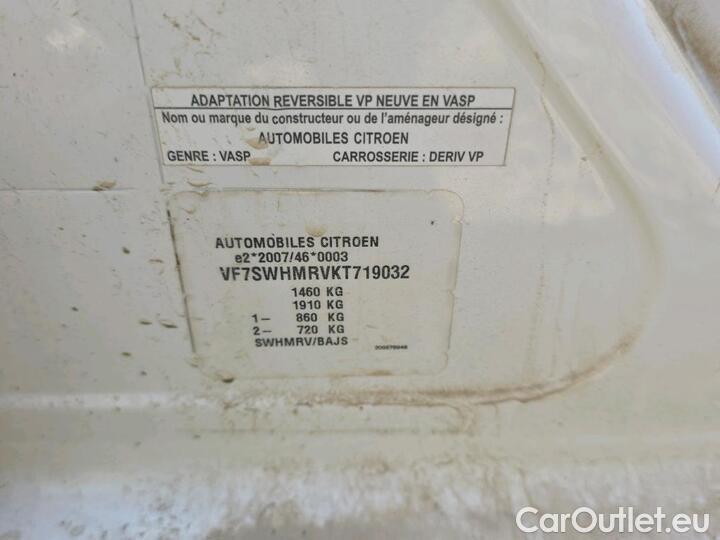 ADAPTATION REVERSIBLE VP NEUVE EN VASP
Nom ou marque du constructeur ou de l'aménageur désigné :
AUTOMOBILES CITROEN
GENRE : VASP CARROSSERIE : DERIV VP
AUTOMOBILES CITROEN
e2*2007/46*0003
VF7SWHMRVKT719032
1460 KG
1910 KG
1- 860 KG
2- 720 KG
SWHMRV/BAJS
CarOutlet.eu